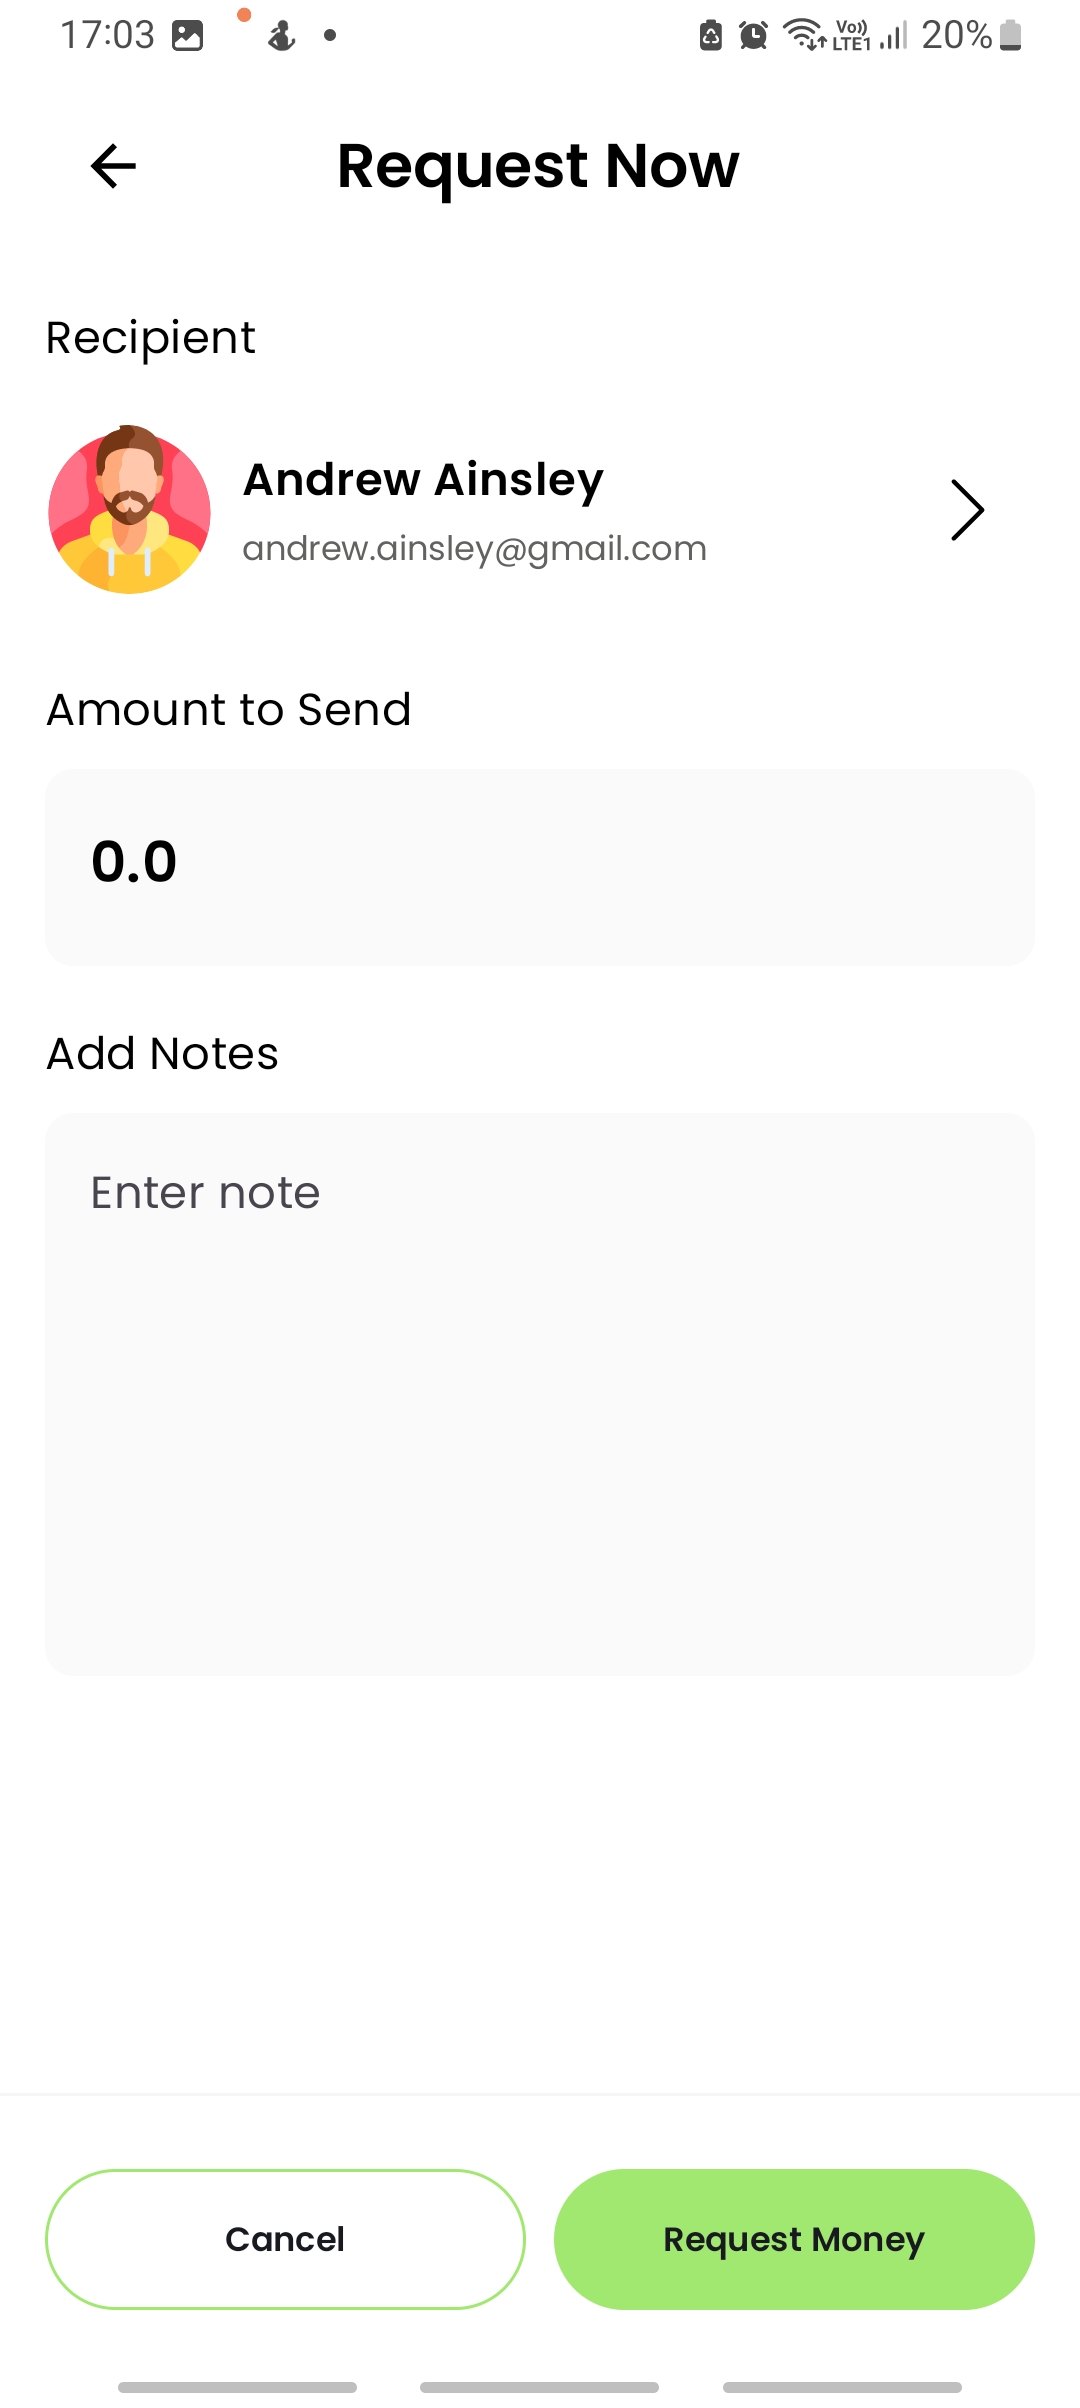 17:03 Vo)) LTE1 20%
Request Now
Recipient
Andrew Ainsley
andrew.ainsley@gmail.com
Amount to Send
0.0
Add Notes
Enter note
Cancel Request Money